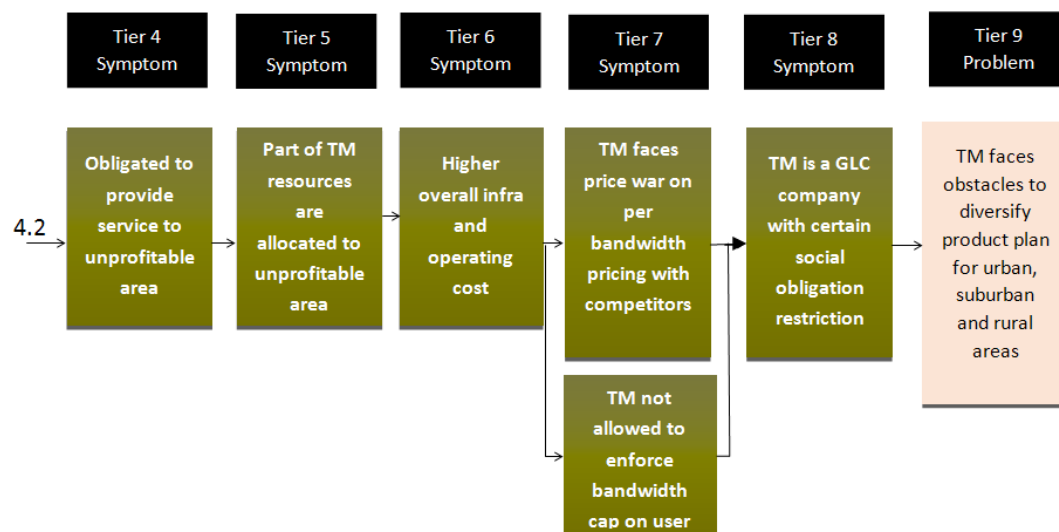 Tier 4
Symptom
Tier 5
Symptom
Tier 6
Symptom
Tier 7
Symptom
Tier 8
Symptom
Tier 9
Problem
4.2
Obligated to
provide
service to
unprofitable
area
Part of TM
resources
are
allocated to
unprofitable area
Higher
overall infra
and
operating
cost
TM faces
price war on
per
bandwidth
pricing with
competitors
TM is a GLC
company
with certain
social
obligation
restriction
TM faces
obstacles to
diversify
product plan
for urban,
suburban
and rural
areas
TM not
allowed to
enforce
bandwidth
cap on user